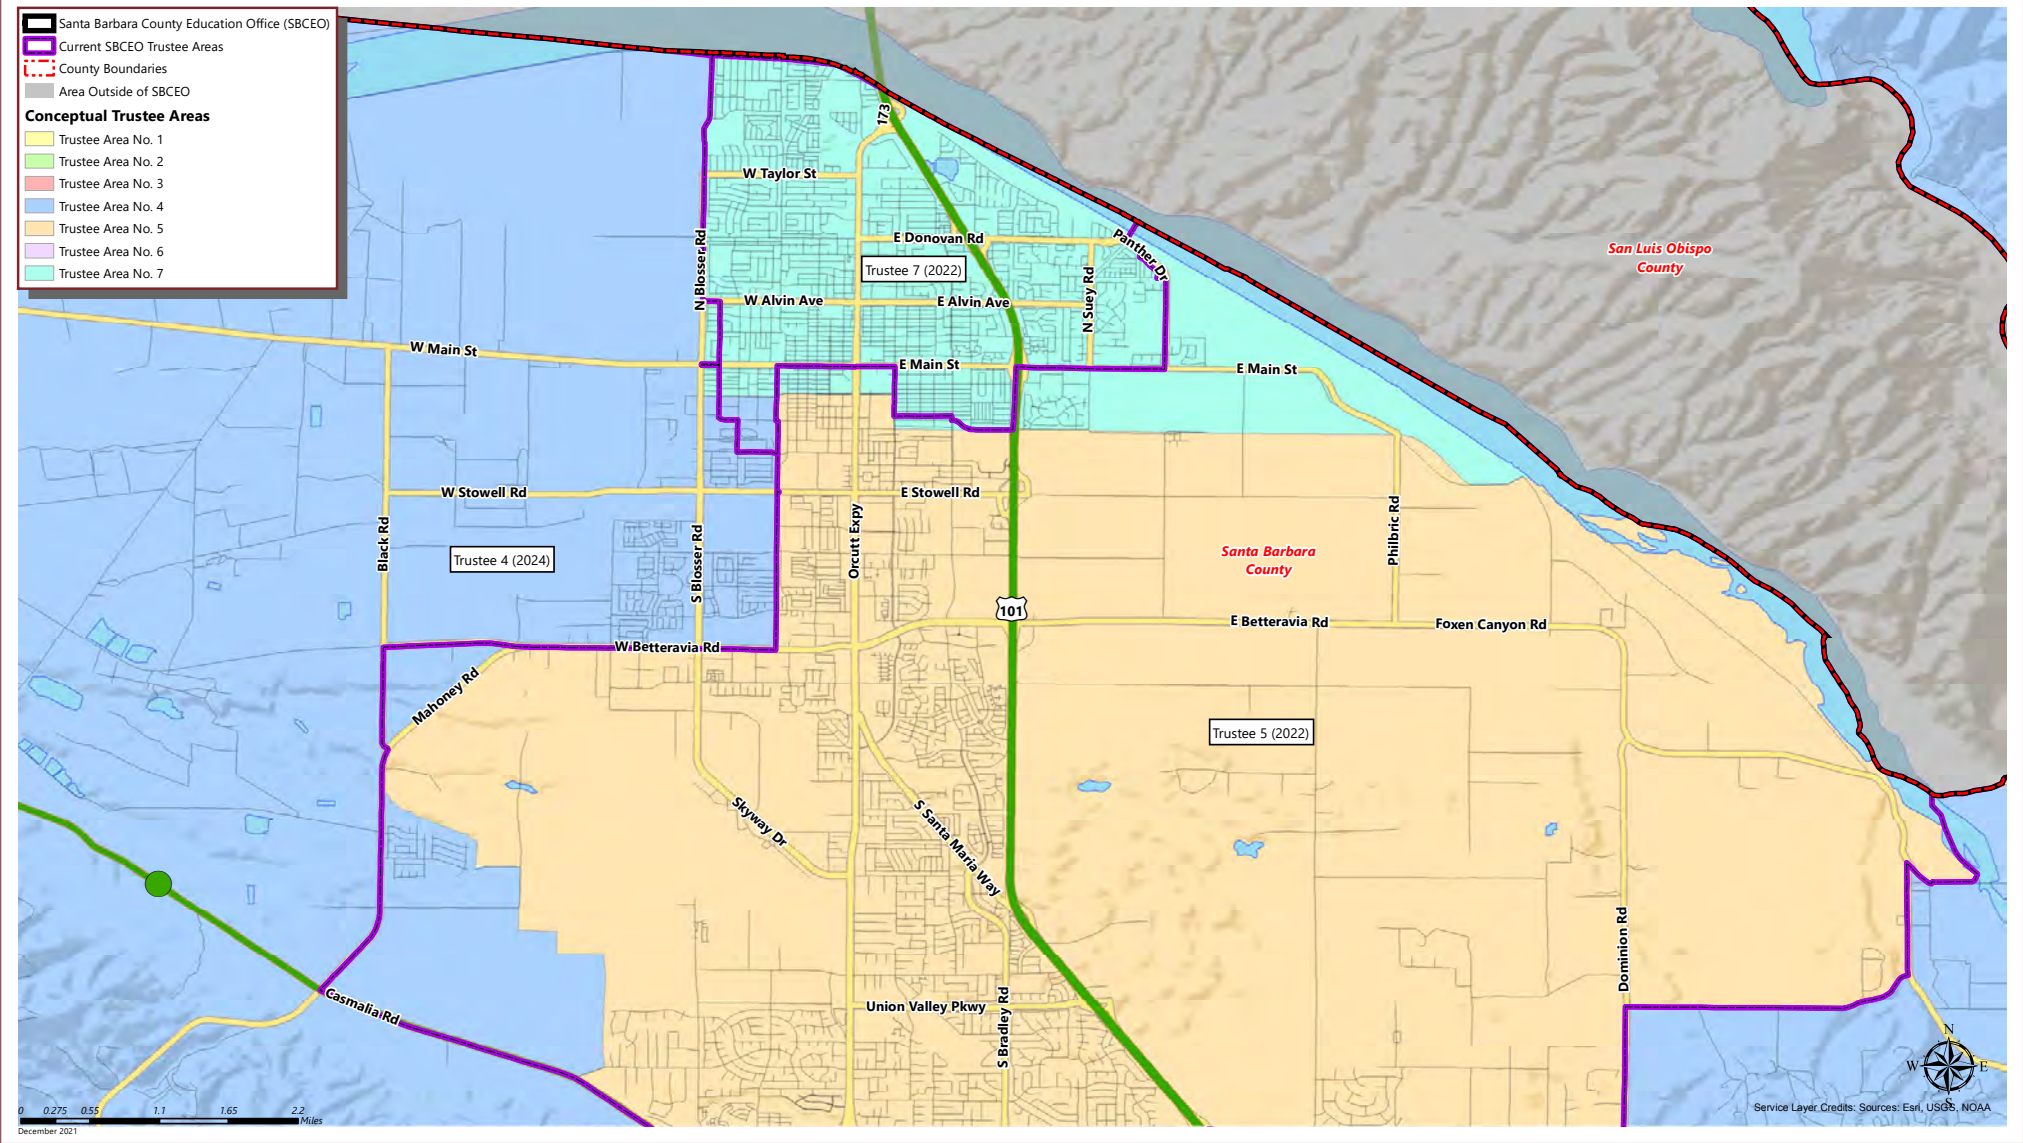 Santa Barbara County Education Office (SBCEO)
Current SBCEO Trustee Areas
County Boundaries
Area Outside of SBCEO
Conceptual Trustee Areas
Trustee Area No. 1
Trustee Area No. 2
Trustee Area No. 3
Trustee Area No. 4
Trustee Area No. 5
Trustee Area No. 6
Trustee Area No. 7
173
W Taylor St
E Donovan Rd
Panther Dr
San Luis Obispo
County
N Blosser Rd
Trustee 7 (2022)
W Alvin Ave
E Alvin Ave
N Suey Rd
W Main St
E Main St
E Main St
W Stowell Rd
E Stowell Rd
Black Rd
Trustee 4 (2024)
S Blosser Rd
Orcutt Expy
Philbric Rd
Santa Barbara
County
101
W Betteravia Rd
E Betteravia Rd
Foxen Canyon Rd
Mahoney Rd
Trustee 5 (2022)
Skyway Dr
S Santa Maria Way
Dominion Rd
Casmalia Rd
Union Valley Pkwy
S Bradley Rd
N
W
E
S
0 0.275 0.55 1.1 1.65 2.2
Miles
Service Layer Credits: Sources: Esri, USGS, NOAA
December 2021